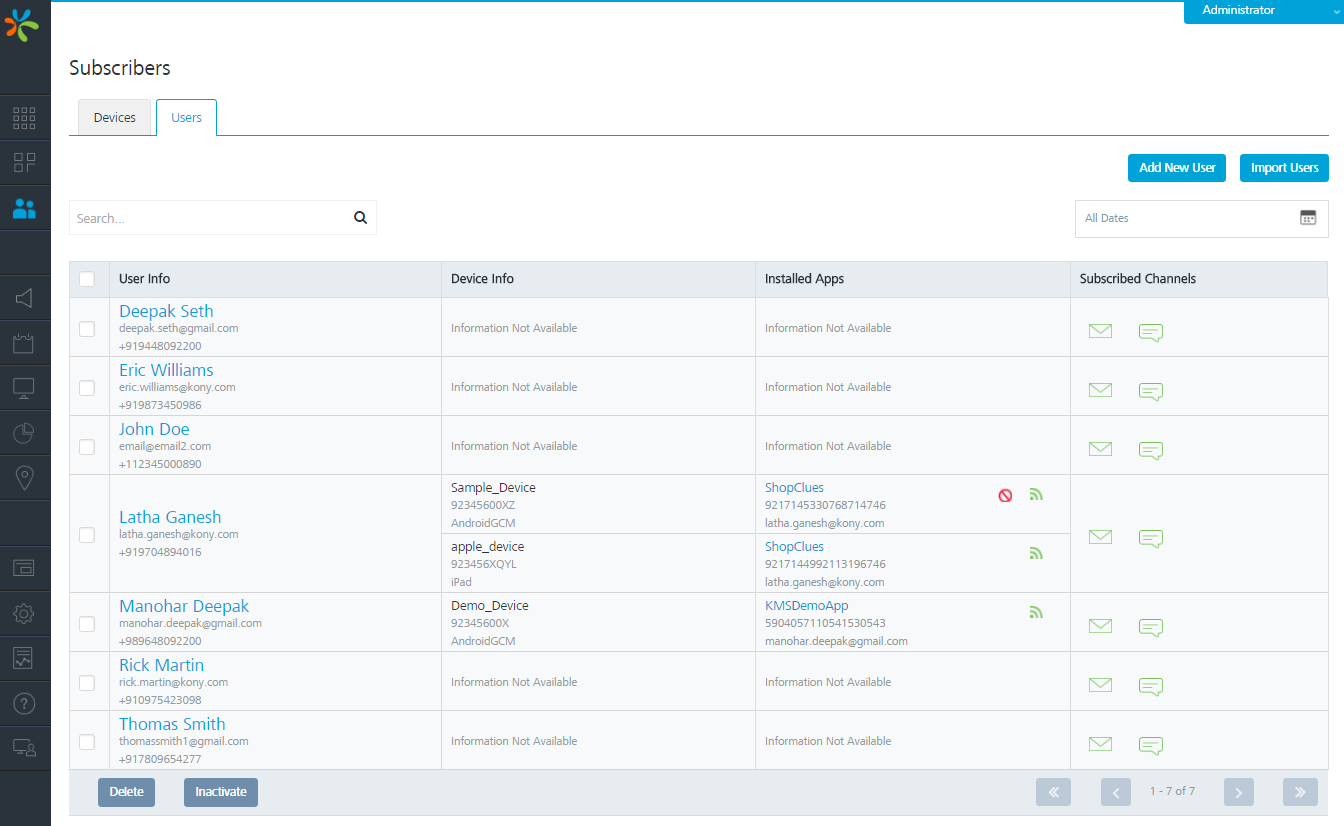 Administrator
Subscribers
Devices
Users
Add New User
Import Users
Search...
All Dates
User Info
Device Info
Installed Apps
Subscribed Channels
Deepak Seth
deepak.seth@gmail.com
+919448092200
Information Not Available
Information Not Available
Eric Williams
eric.williams@kony.com
+919873450986
Information Not Available
Information Not Available
John Doe
email@email2.com
+112345000890
Information Not Available
Information Not Available
Latha Ganesh
latha.ganesh@kony.com
+919704894016
Sample_Device
92345600XZ
AndroidGCM
ShopClues
9217145330768714746
latha.ganesh@kony.com
apple_device
923456XQYL
iPad
ShopClues
9217144992113196746
latha.ganesh@kony.com
Manohar Deepak
manohar.deepak@gmail.com
+989648092200
Demo_Device
92345600X
AndroidGCM
KMSDemoApp
5904057110541530543
manohar.deepak@gmail.com
Rick Martin
rick.martin@kony.com
+910975423098
Information Not Available
Information Not Available
Thomas Smith
thomassmith1@gmail.com
+917809654277
Information Not Available
Information Not Available
Delete
Inactivate
1 - 7 of 7